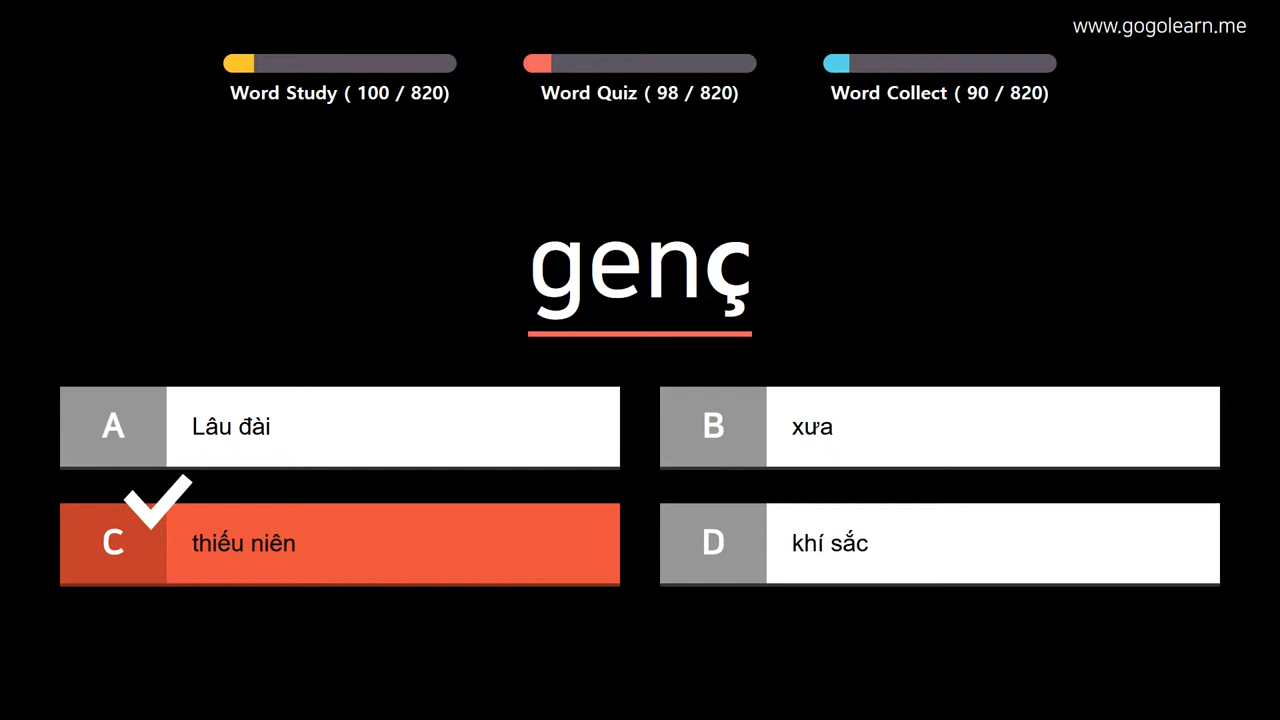 www.gogolearn.me
Word Study ( 100 / 820)
Word Quiz ( 98 / 820)
Word Collect ( 90 / 820)
genç
A Lâu đài
B xưa
C thiếu niên
D khí sắc